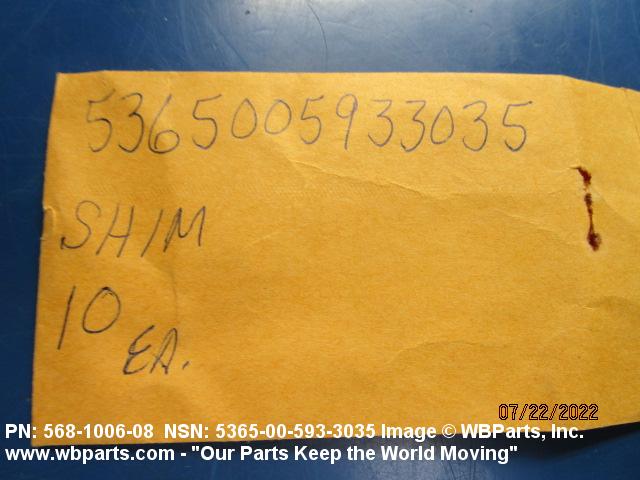 5365005933035
SHIM
10
EA.
07/22/2022
PN: 568-1006-08 NSN: 5365-00-593-3035 Image © WBParts, Inc.
www.wbparts.com - "Our Parts Keep the World Moving"